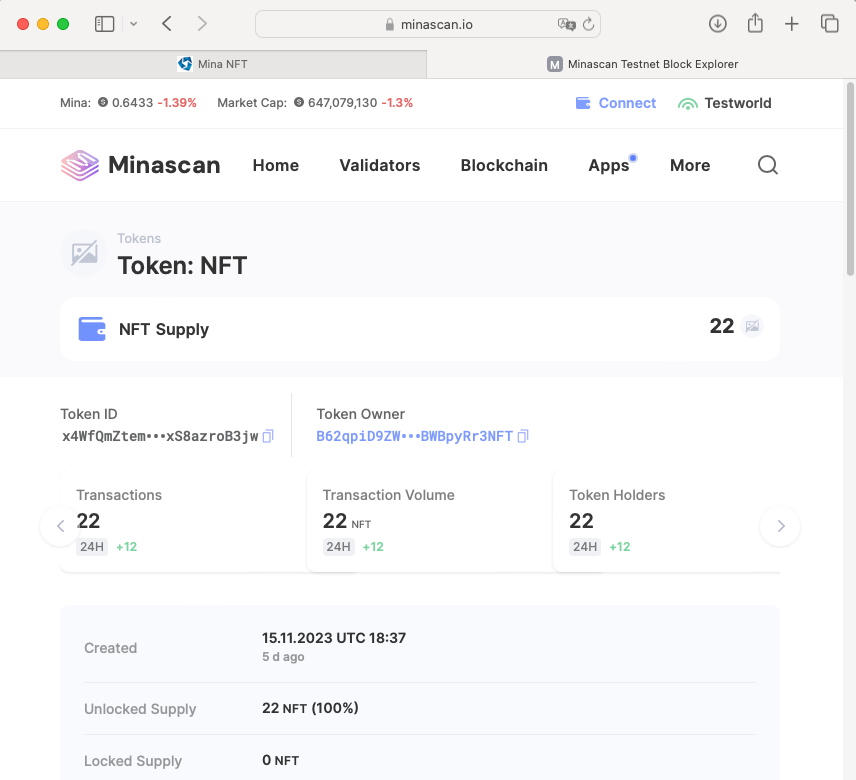 minascan.io
Mina NFT
M Minascan Testnet Block Explorer
Mina: 0.6433 -1.39% Market Cap: 647,079,130 -1.3% Connect Testworld
Minascan Home Validators Blockchain Apps More
Tokens
Token: NFT
NFT Supply 22
Token ID Token Owner
x4WfQmZtem•••xS8azroB3jw B62qpiD9ZW•••BWBpyRr3NFT
Transactions Transaction Volume Token Holders
22 22 NFT 22
24H +12 24H +12 24H +12
Created 15.11.2023 UTC 18:37
5 d ago
Unlocked Supply 22 NFT (100%)
Locked Supply 0 NFT